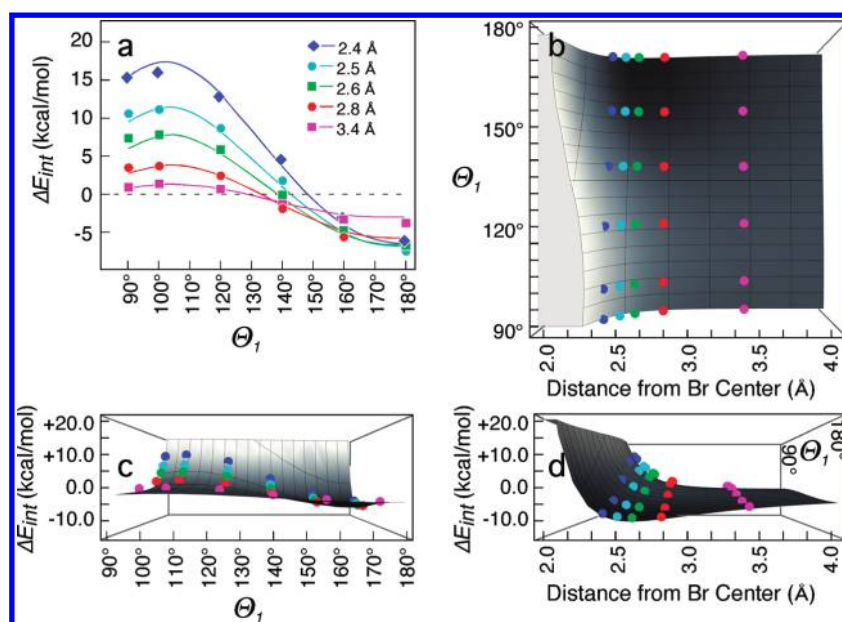 a
20
15
10
5
0
-5
ΔE_int (kcal/mol)
2.4 Å
2.5 Å
2.6 Å
2.8 Å
3.4 Å
90° 100° 110° 120° 130° 140° 150° 160° 170° 180°
Θ1
b
180°
150°
120°
90°
Θ1
2.0 2.5 3.0 3.5 4.0
Distance from Br Center (Å)
c
+20.0
+10.0
0.0
-10.0
ΔE_int (kcal/mol)
90° 100° 110° 120° 130° 140° 150° 160° 170° 180°
Θ1
d
+20.0
+10.0
0.0
-10.0
ΔE_int (kcal/mol)
90° Θ1 180°
2.0 2.5 3.0 3.5 4.0
Distance from Br Center (Å)